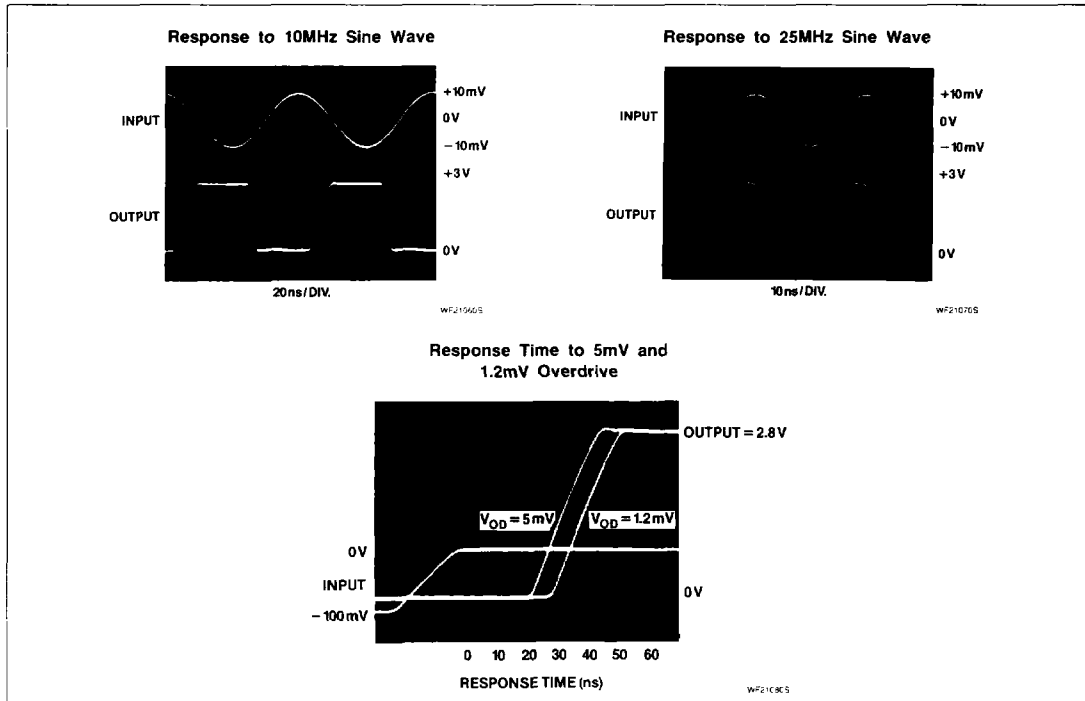 Response to 10MHz Sine Wave
INPUT
+10mV
0V
−10mV
+3V
OUTPUT
0V
20ns/DIV.
WF21060S
Response to 25MHz Sine Wave
INPUT
+10mV
0V
−10mV
+3V
OUTPUT
0V
10ns/DIV.
WF21070S
Response Time to 5mV and
1.2mV Overdrive
OUTPUT = 2.8V
VOD = 5mV
VOD = 1.2mV
0V
INPUT
0V
−100mV
0 10 20 30 40 50 60
RESPONSE TIME (ns)
WF21080S